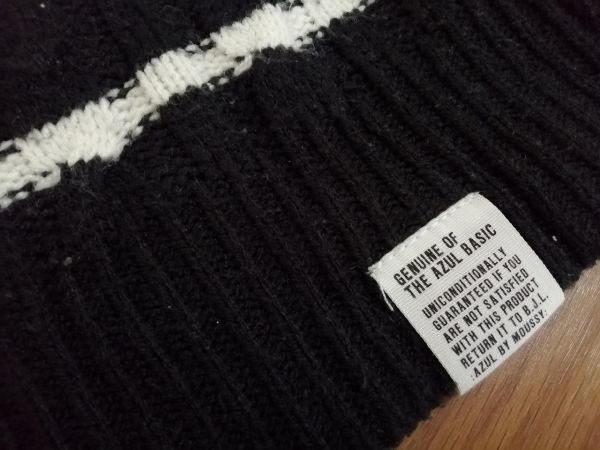 GENUINE OF
THE AZUL BASIC
UNCONDITIONALLY
GUARANTEED IF YOU
ARE NOT SATISFIED
WITH THIS PRODUCT
RETURN IT TO B.J.L.
:AZUL BY MOUSSY.